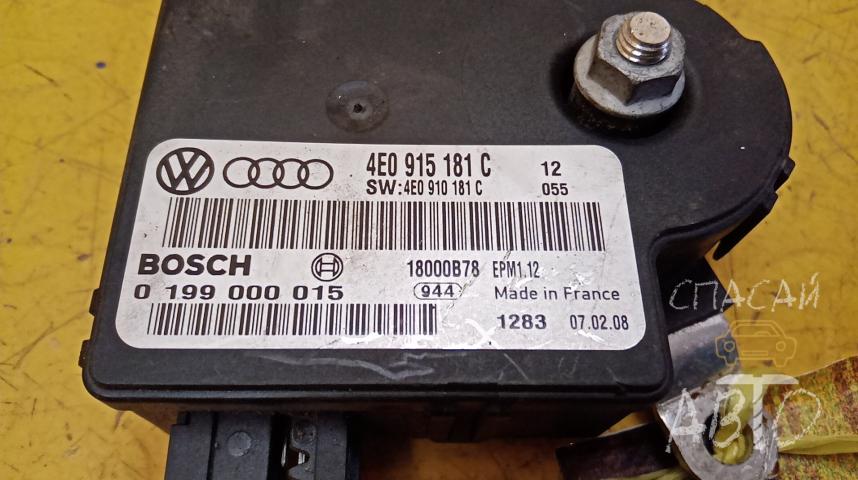 4E0 915 181 C 12
SW:4E0 910 181 C 055
BOSCH 18000B78 EPM1.12
0 199 000 015 944 Made in France
1283 07.02.08
СПАСАЙ
АВТО